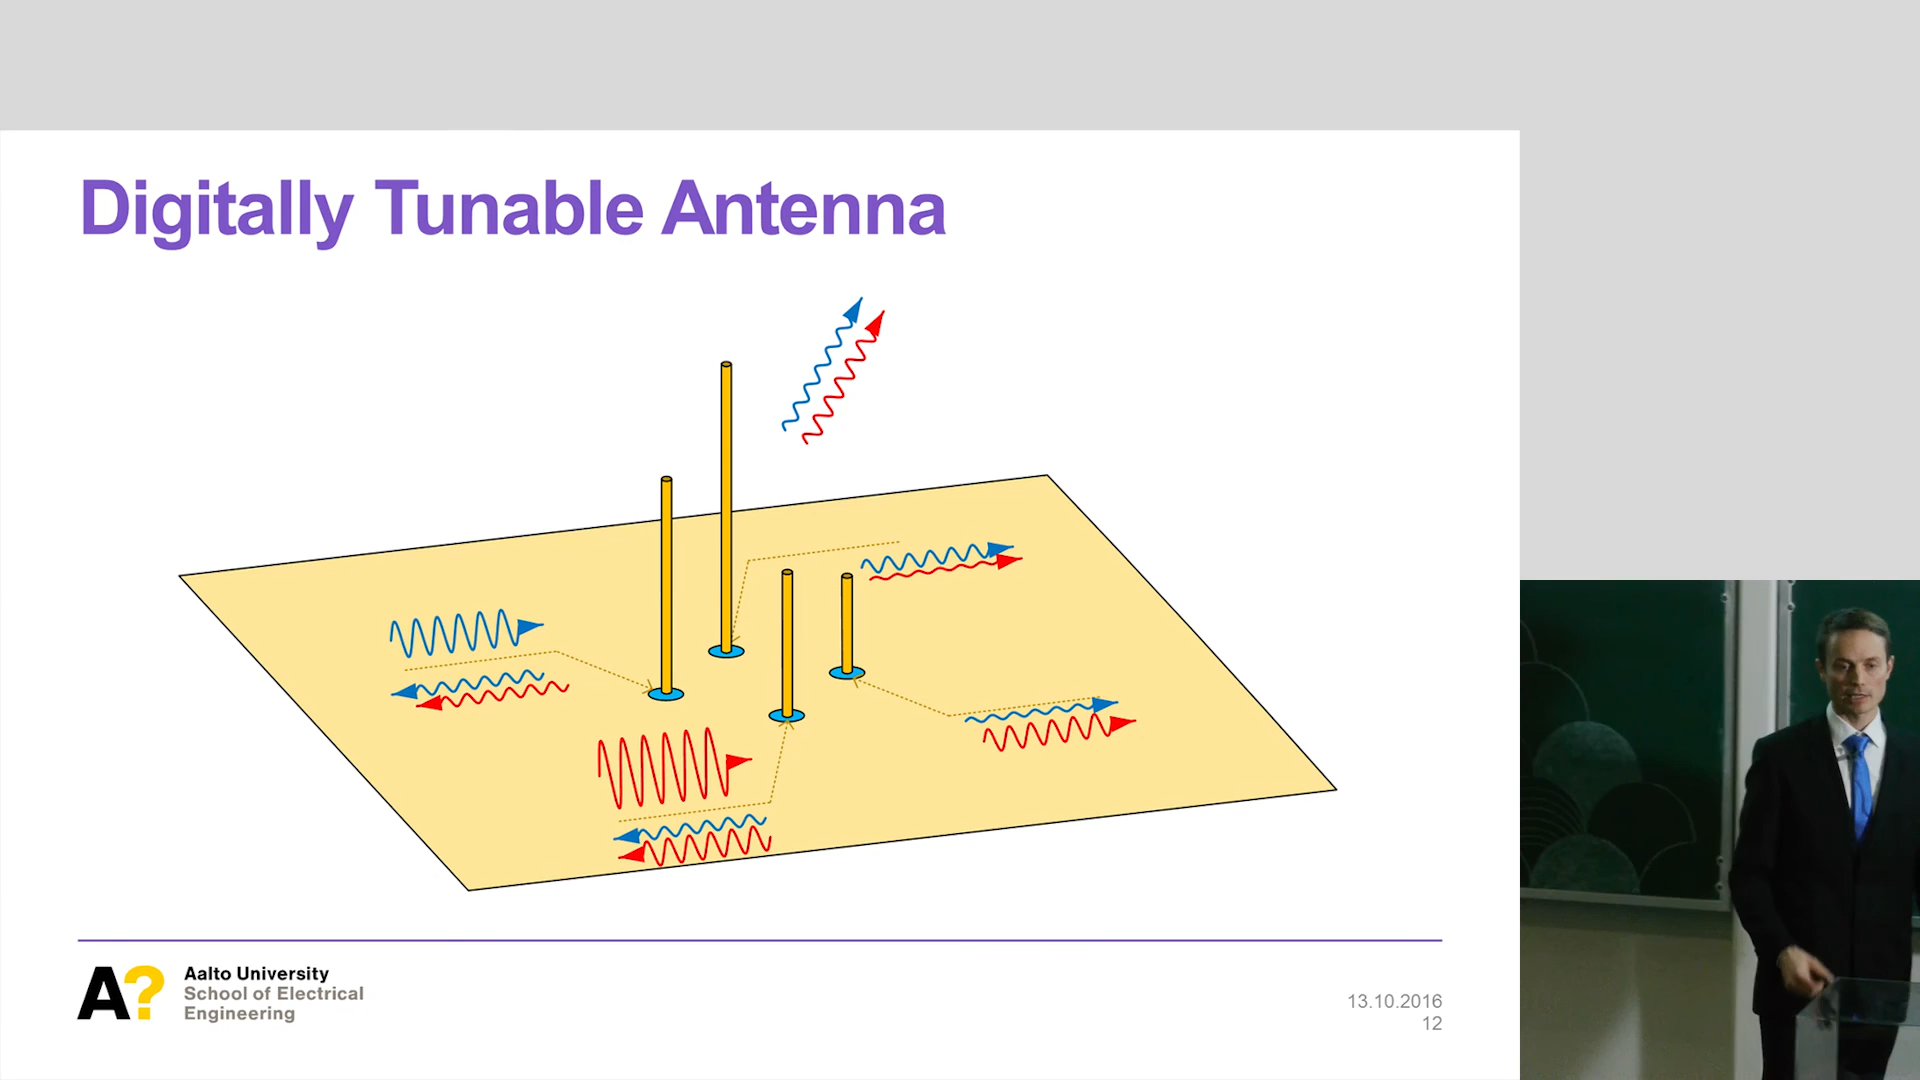 Digitally Tunable Antenna
A?
Aalto University
School of Electrical
Engineering
13.10.2016
12